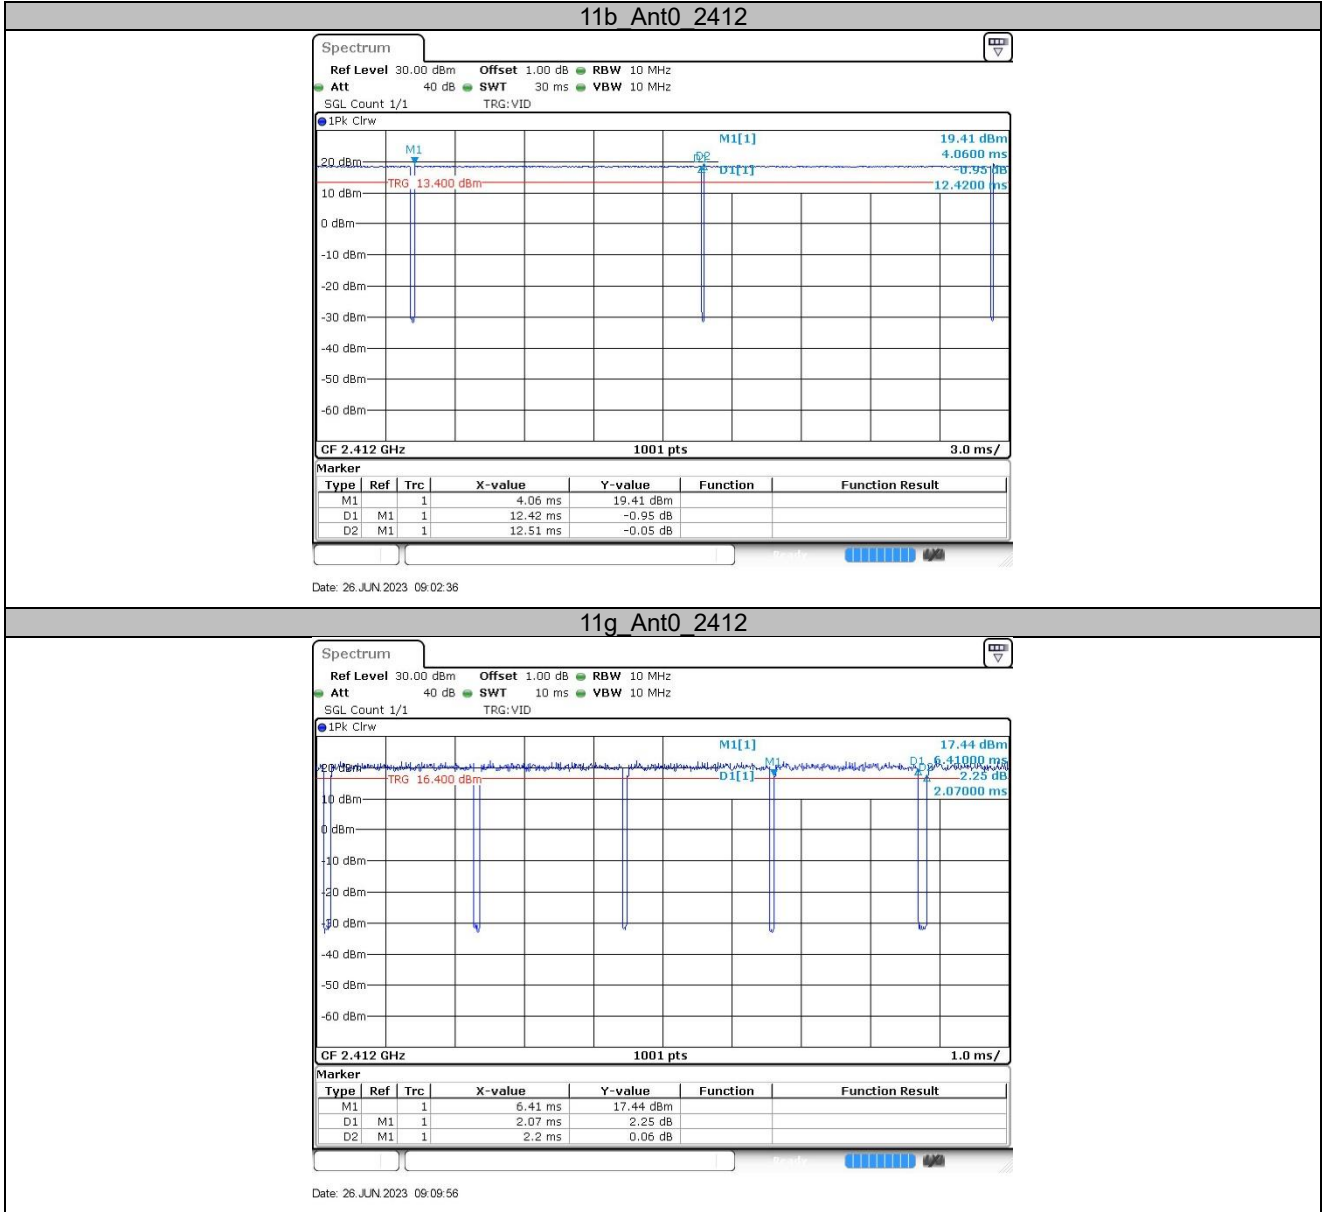 11b_Ant0_2412
Spectrum
Ref Level 30.00 dBm Offset 1.00 dB RBW 10 MHz
Att 40 dB SWT 30 ms VBW 10 MHz
SGL Count 1/1 TRG:VID
1Pk Clrw
M1[1] 19.41 dBm
4.0600 ms
M1
D2
20 dBm
D1[1] -0.95 dB
TRG 13.400 dBm
12.4200 ms
10 dBm
0 dBm
-10 dBm
-20 dBm
-30 dBm
-40 dBm
-50 dBm
-60 dBm
CF 2.412 GHz 1001 pts 3.0 ms/
Marker
Type Ref Trc X-value Y-value Function Function Result
M1 1 4.06 ms 19.41 dBm
D1 M1 1 12.42 ms -0.95 dB
D2 M1 1 12.51 ms -0.05 dB
Ready
Date: 26.JUN.2023 09:02:36
11g_Ant0_2412
Spectrum
Ref Level 30.00 dBm Offset 1.00 dB RBW 10 MHz
Att 40 dB SWT 10 ms VBW 10 MHz
SGL Count 1/1 TRG:VID
1Pk Clrw
M1[1] 17.44 dBm
M1 D1 6.41000 ms
20 dBm D2
TRG 16.400 dBm D1[1] 2.25 dB
2.07000 ms
10 dBm
0 dBm
-10 dBm
-20 dBm
-30 dBm
-40 dBm
-50 dBm
-60 dBm
CF 2.412 GHz 1001 pts 1.0 ms/
Marker
Type Ref Trc X-value Y-value Function Function Result
M1 1 6.41 ms 17.44 dBm
D1 M1 1 2.07 ms 2.25 dB
D2 M1 1 2.2 ms 0.06 dB
Ready
Date: 26.JUN.2023 09:09:56